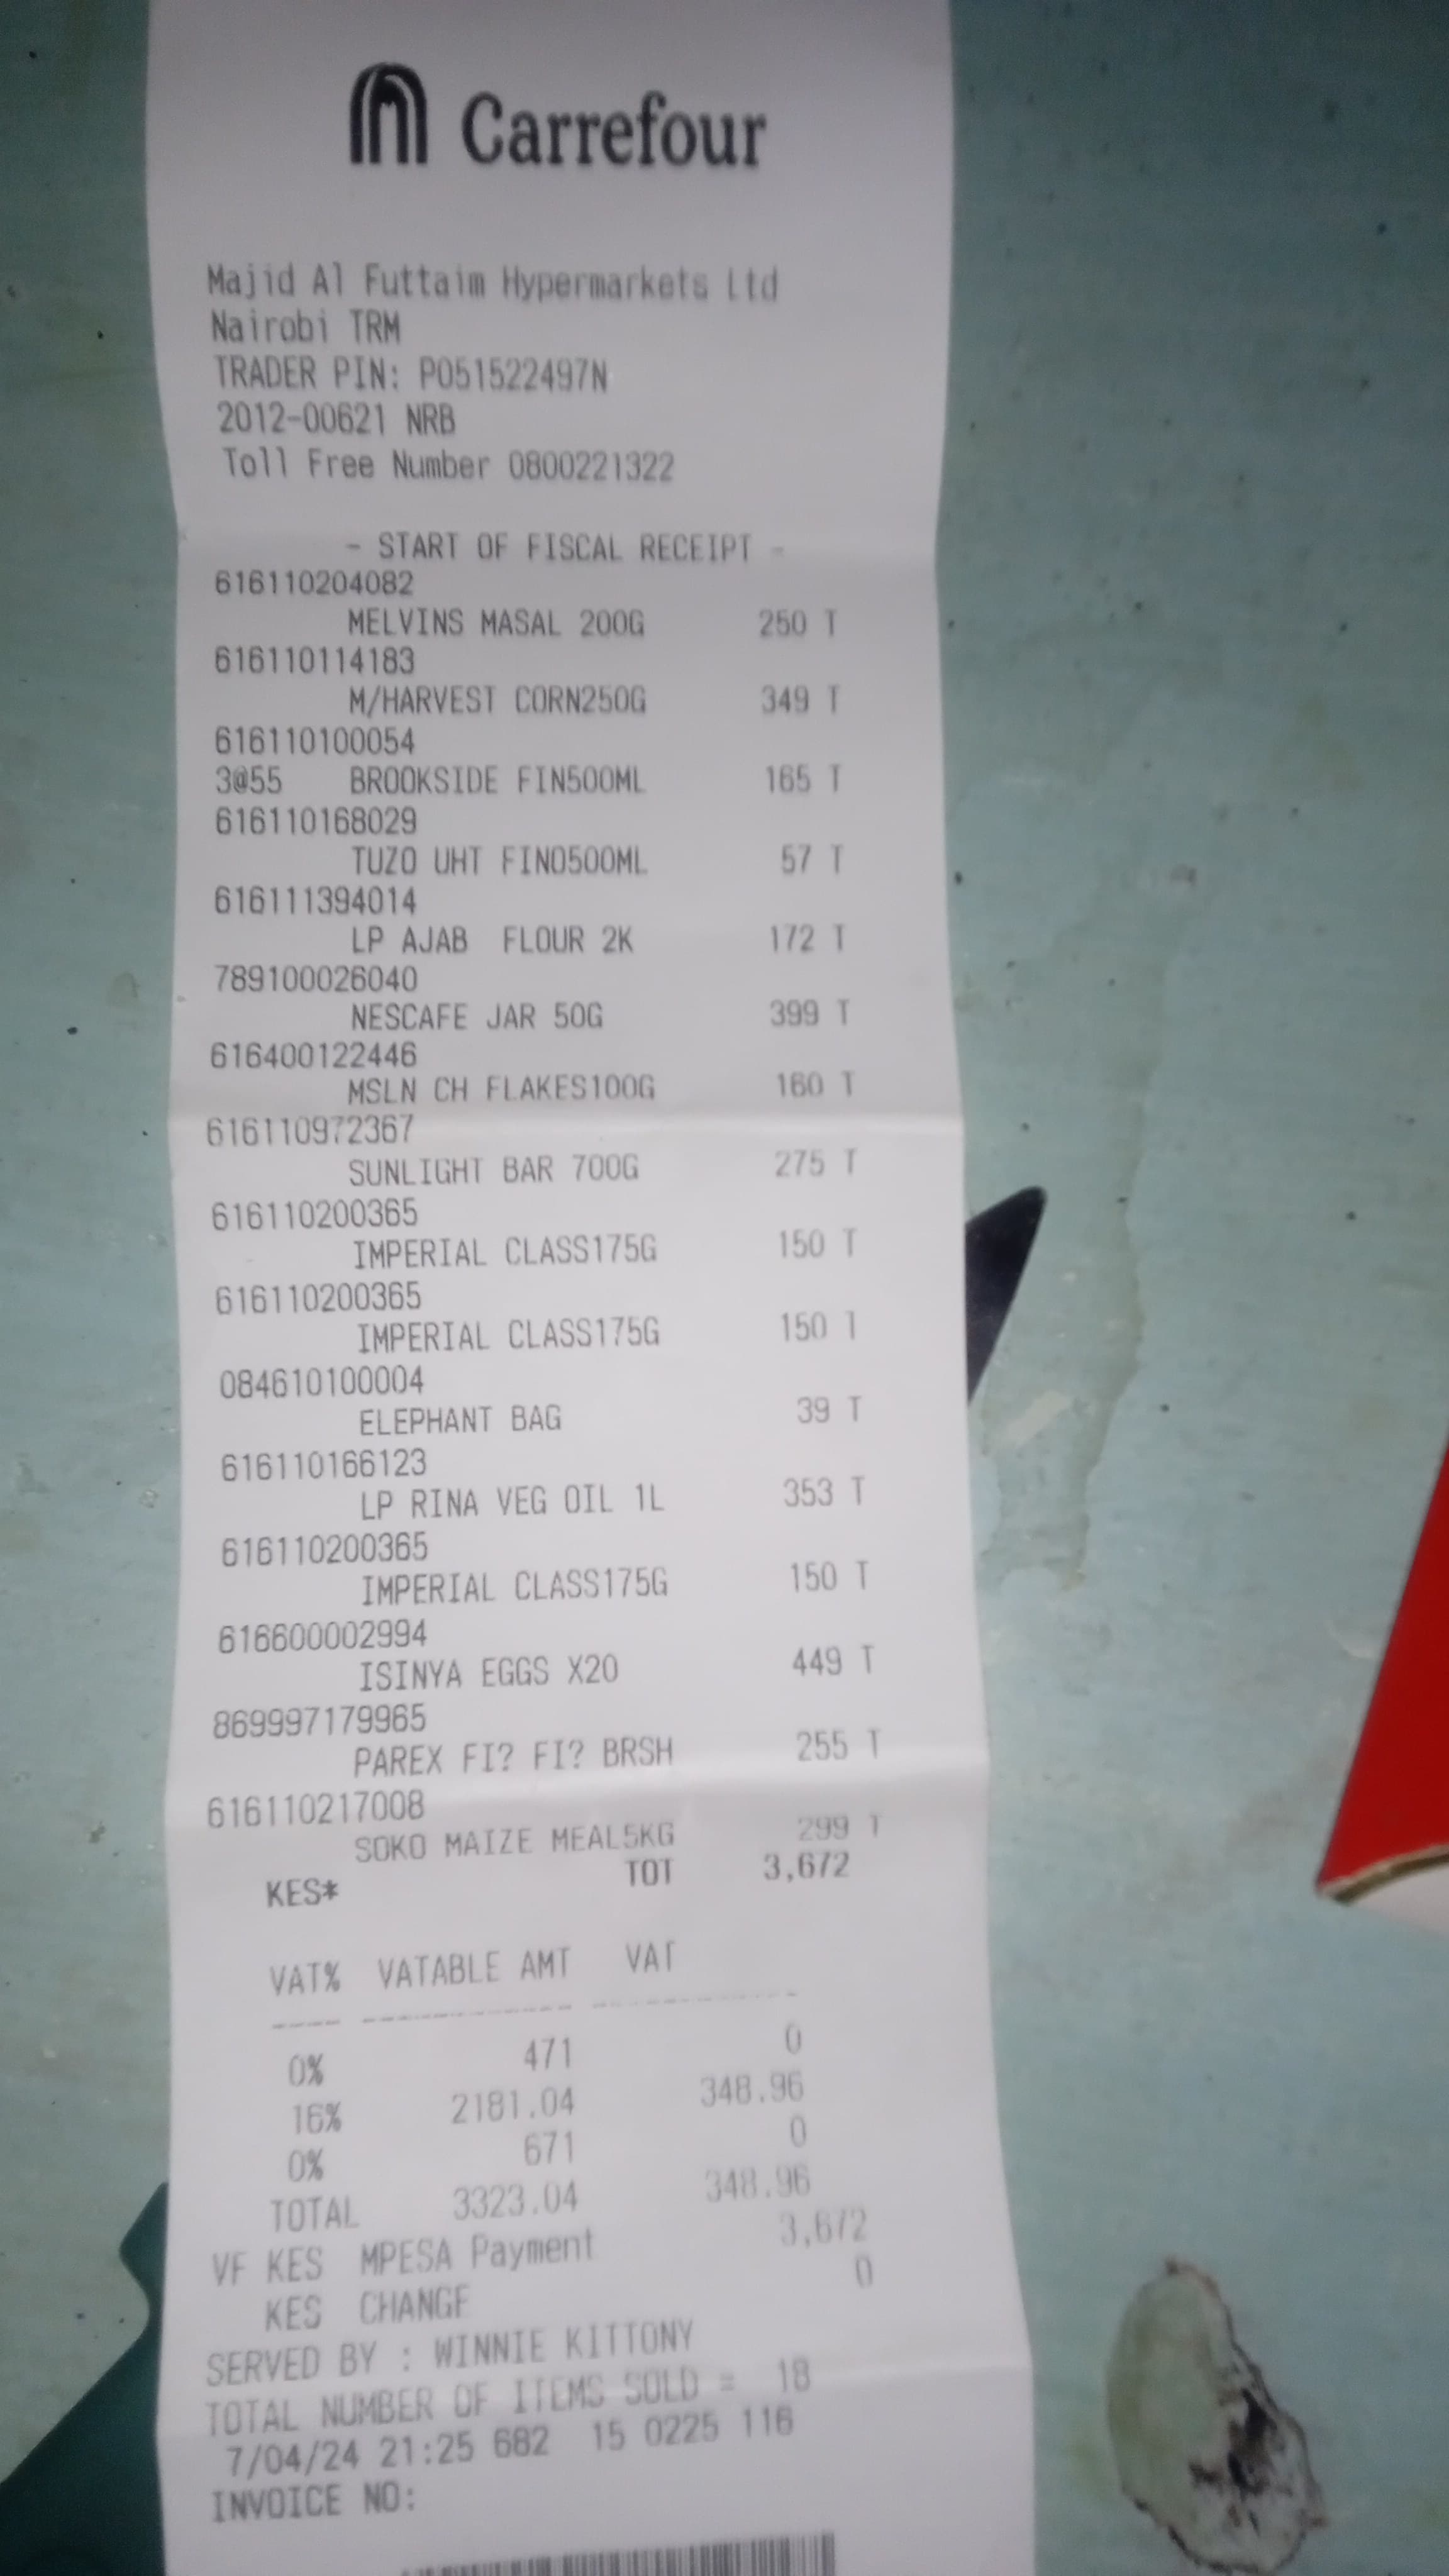 Carrefour
Majid Al Futtaim Hypermarkets Ltd
Nairobi TRM
TRADER PIN: P051522497N
2012-00621 NRB
Toll Free Number 0800221322
- START OF FISCAL RECEIPT -
616110204082
MELVINS MASAL 200G 250 T
616110114183
M/HARVEST CORN250G 349 T
616110100054
3@55 BROOKSIDE FIN500ML 165 T
616110168029
TUZO UHT FINO500ML 57 T
616111394014
LP AJAB FLOUR 2K 172 T
789100026040
NESCAFE JAR 50G 399 T
616400122446
MSLN CH FLAKES100G 160 T
616110972367
SUNLIGHT BAR 700G 275 T
616110200365
IMPERIAL CLASS175G 150 T
616110200365
IMPERIAL CLASS175G 150 T
084610100004
ELEPHANT BAG 39 T
616110166123
LP RINA VEG OIL 1L 353 T
616110200365
IMPERIAL CLASS175G 150 T
616600002994
ISINYA EGGS X20 449 T
869997179965
PAREX FI? FI? BRSH 255 T
616110217008
SOKO MAIZE MEAL5KG 299 T
KES* TOT 3,672
VAT% VATABLE AMT VAT
---- ------------ ------------
0% 471 0
16% 2181.04 348.96
0% 671 0
TOTAL 3323.04 348.96
VF KES MPESA Payment 3,672
KES CHANGE 0
SERVED BY : WINNIE KITTONY
TOTAL NUMBER OF ITEMS SOLD = 18
7/04/24 21:25 682 15 0225 116
INVOICE NO: